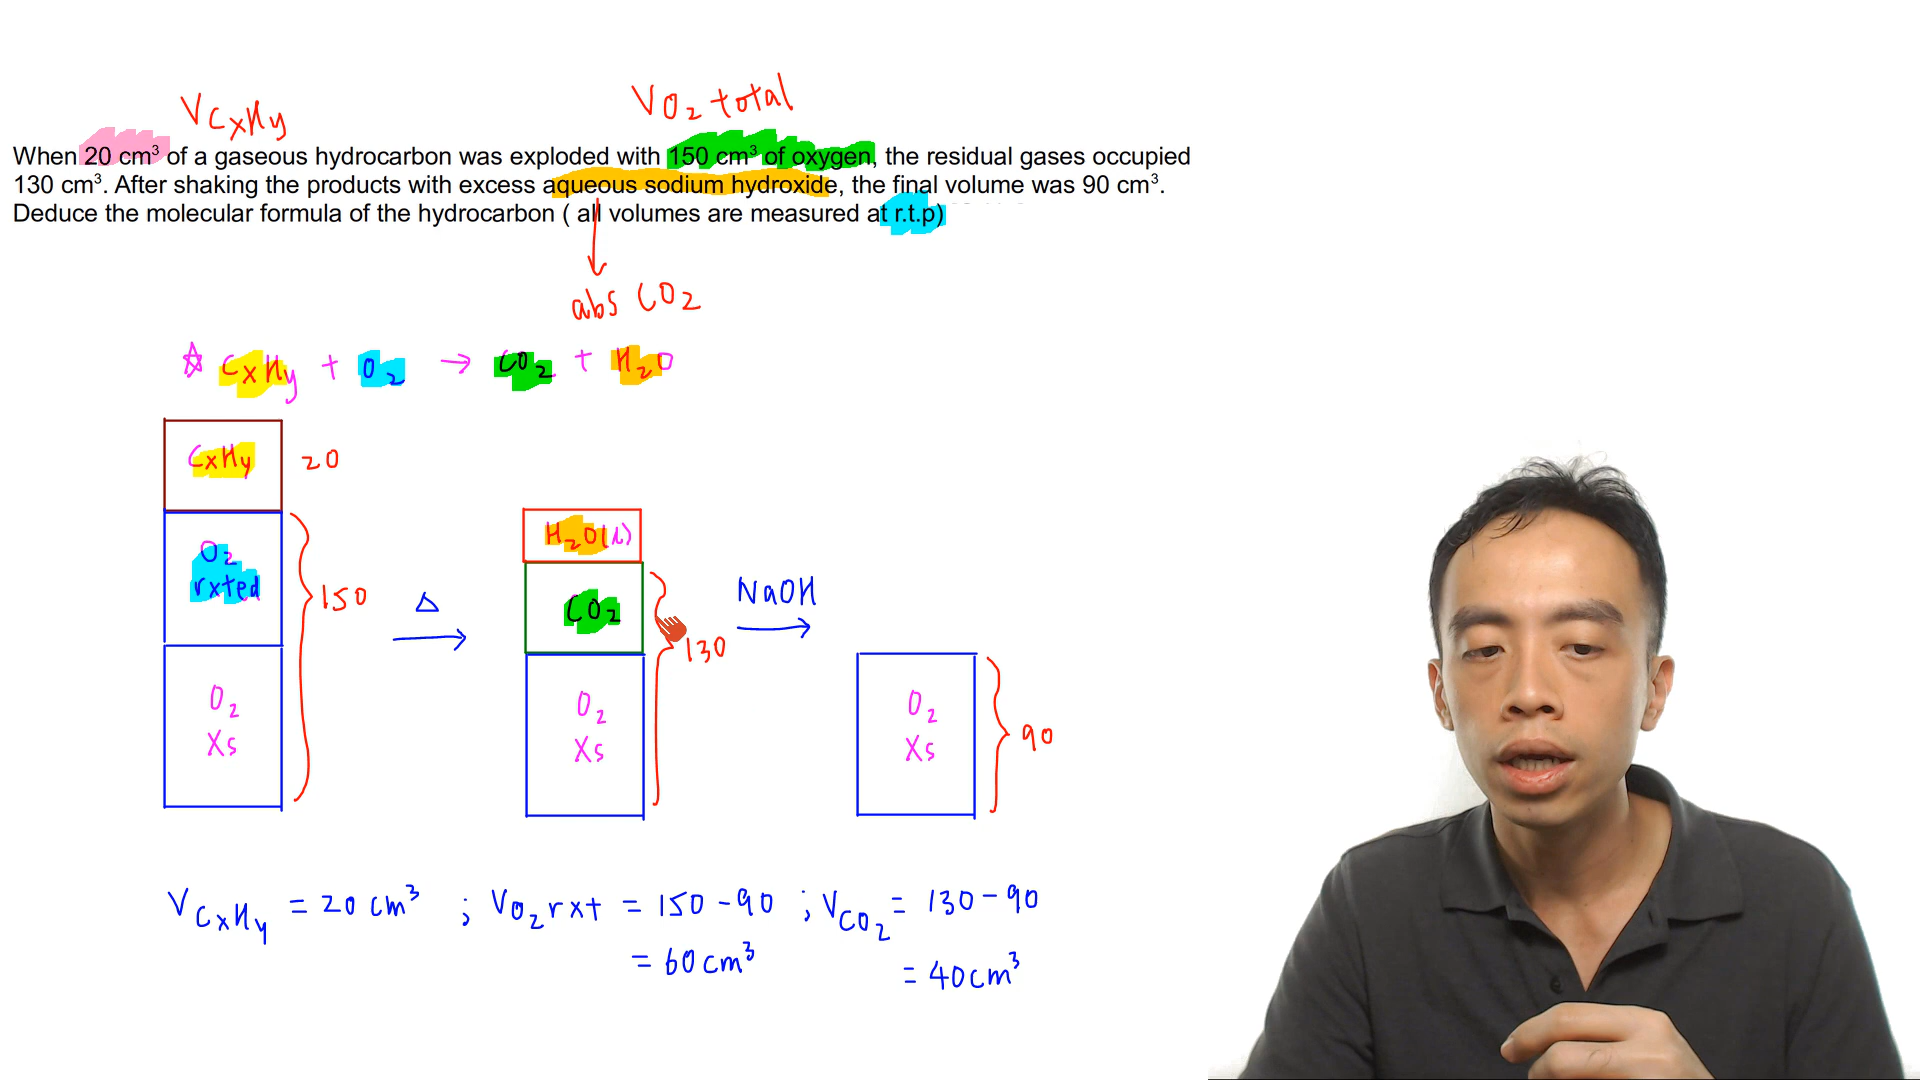 V CxHy
VO2 total
When 20 cm³ of a gaseous hydrocarbon was exploded with 150 cm³ of oxygen, the residual gases occupied
130 cm³. After shaking the products with excess aqueous sodium hydroxide, the final volume was 90 cm³.
Deduce the molecular formula of the hydrocarbon ( all volumes are measured at r.t.p)
abs CO2
☆ CxHy + O2 → CO2 + H2O
CxHy 20
O2
rxted
150
O2
Xs
Δ
H2O(l)
CO2
130
O2
Xs
NaOH
O2
Xs
90
V CxHy = 20 cm³ ; VO2 rxt = 150 - 90 ; VCO2 = 130 - 90
= 60 cm³
= 40 cm³